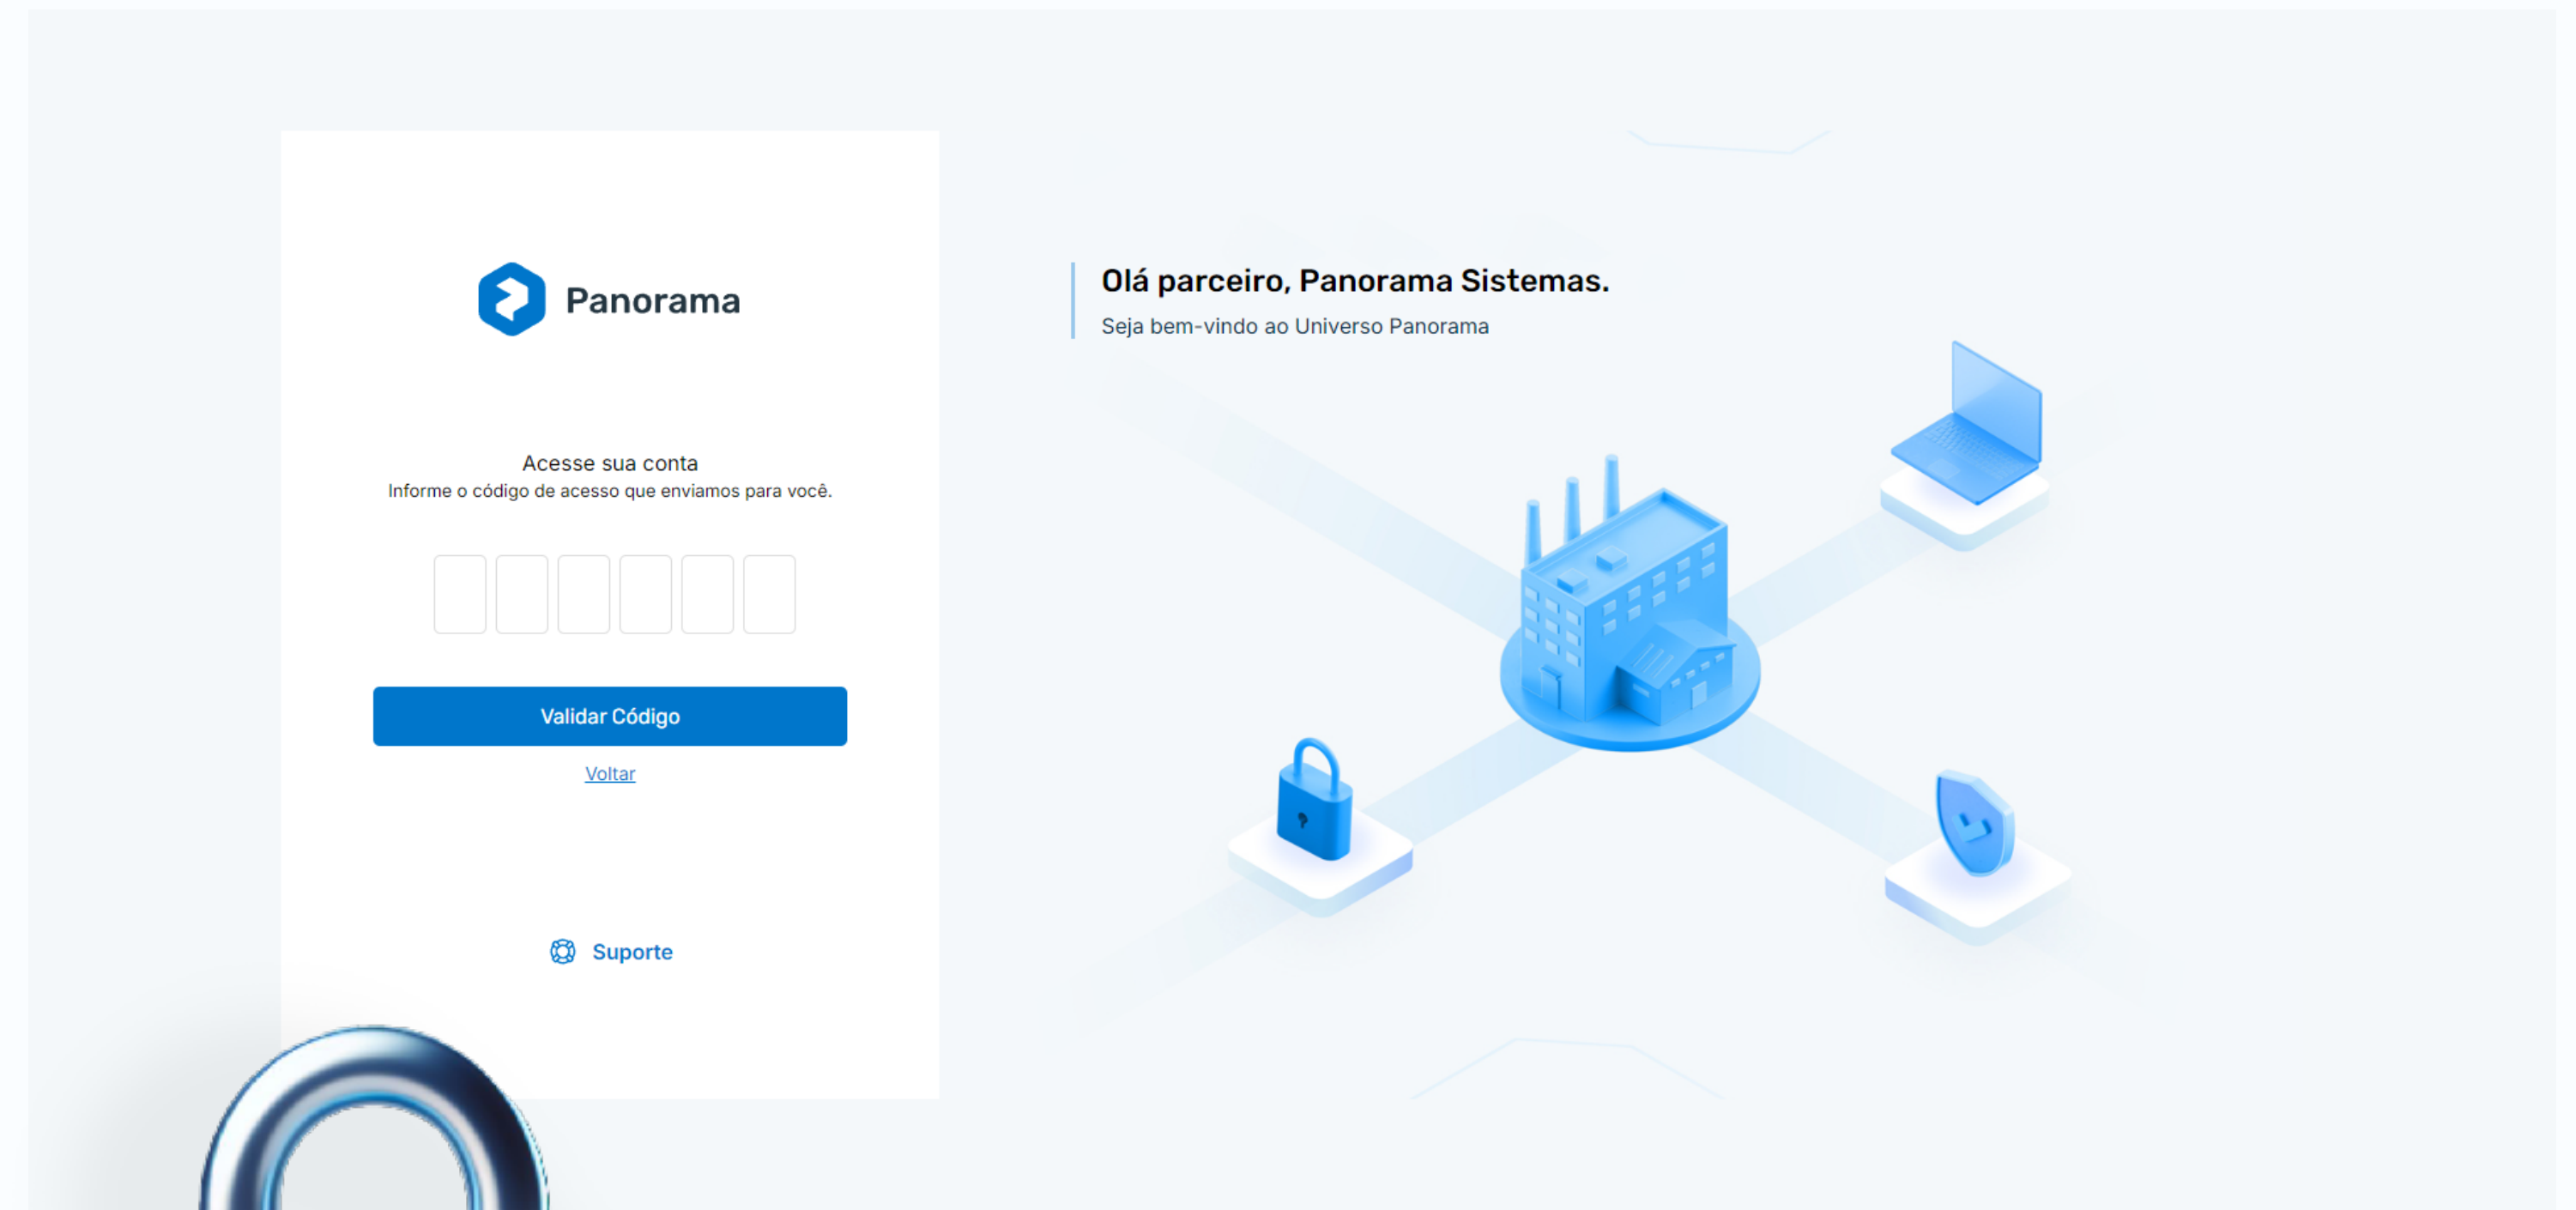 Panorama
Acesse sua conta
Informe o código de acesso que enviamos para você.
Validar Código
Voltar
Suporte
Olá parceiro, Panorama Sistemas.
Seja bem-vindo ao Universo Panorama